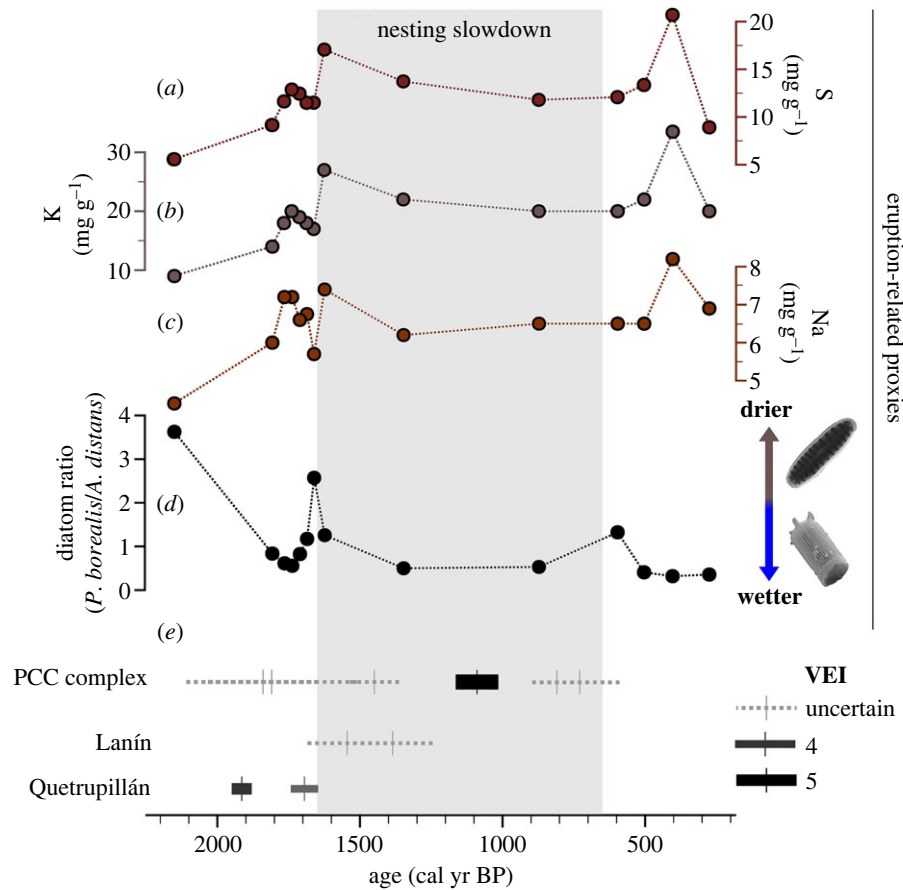 nesting slowdown
(a)
20
15
10
5
S
(mg g⁻¹)
30
20
10
K
(mg g⁻¹)
(b)
(c)
8
7
6
5
Na
(mg g⁻¹)
eruption-related proxies
4
3
2
1
0
diatom ratio
(P. borealis/A. distans)
(d)
drier
wetter
(e)
PCC complex
Lanín
Quetrupillán
VEI
uncertain
4
5
2000
1500
1000
500
age (cal yr BP)